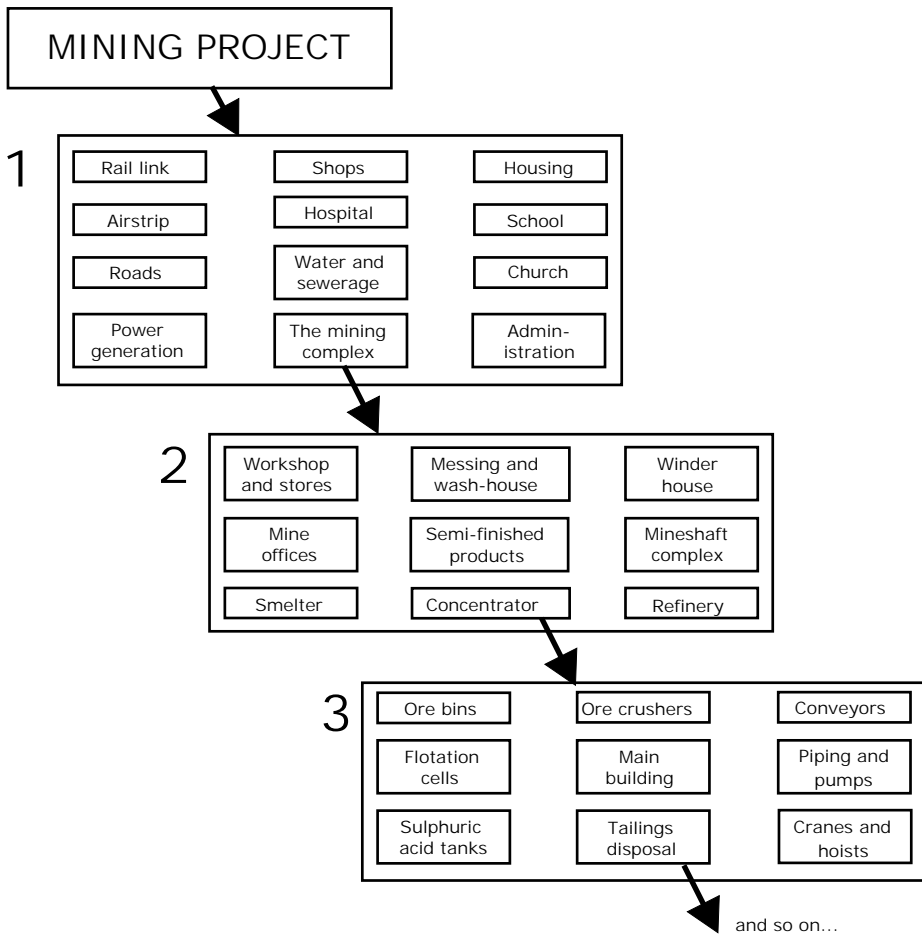 MINING PROJECT
1
Rail link
Shops
Housing
Airstrip
Hospital
School
Roads
Water and
sewerage
Church
Power
generation
The mining
complex
Admin-
istration
2
Workshop
and stores
Messing and
wash-house
Winder
house
Mine
offices
Semi-finished
products
Mineshaft
complex
Smelter
Concentrator
Refinery
3
Ore bins
Ore crushers
Conveyors
Flotation
cells
Main
building
Piping and
pumps
Sulphuric
acid tanks
Tailings
disposal
Cranes and
hoists
and so on...